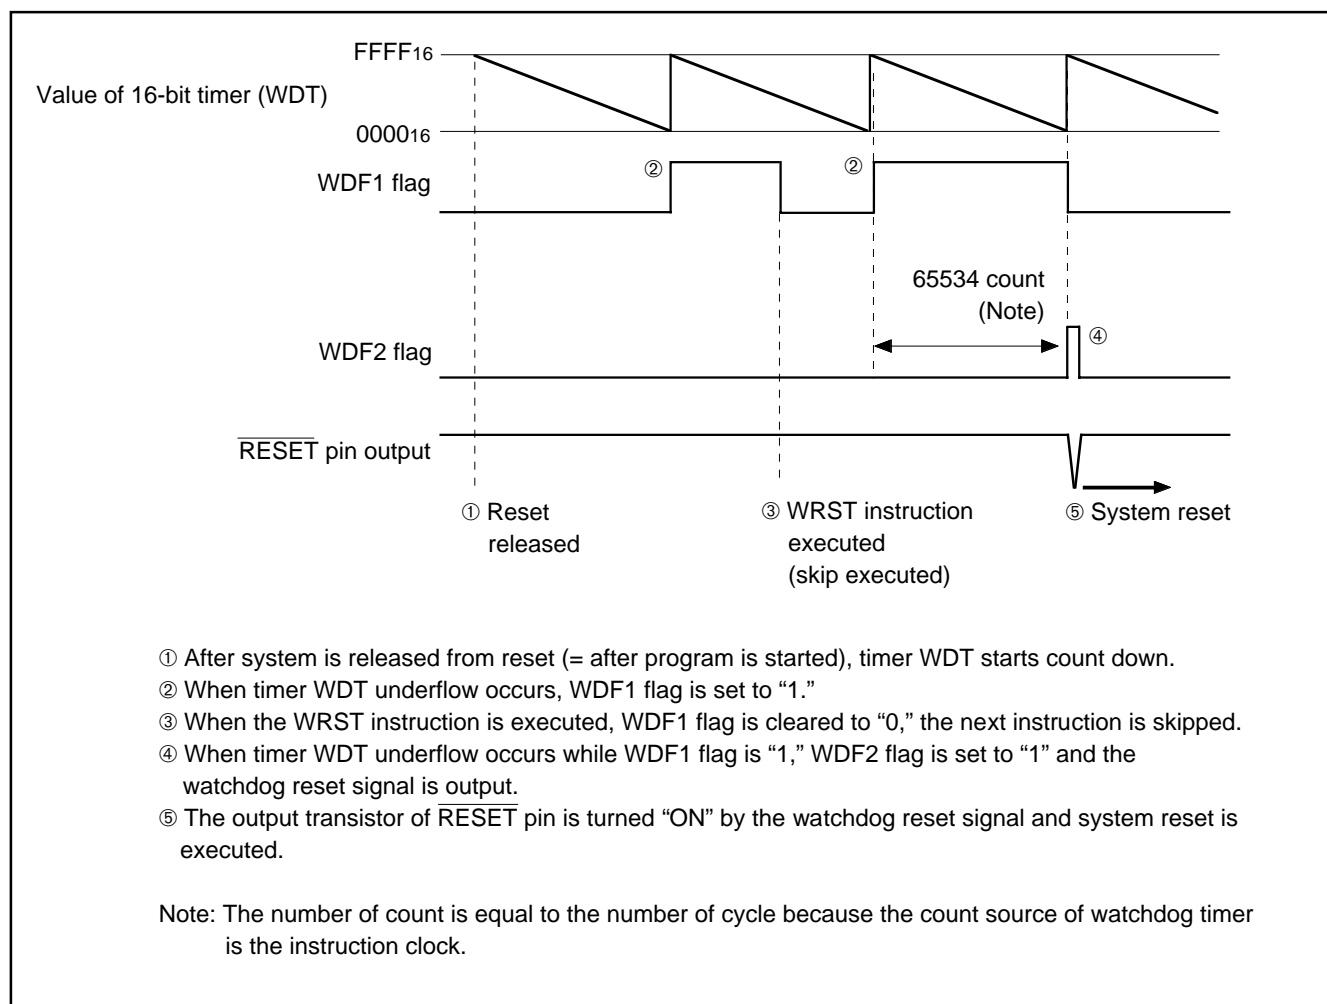 FFFF16
Value of 16-bit timer (WDT)
000016
WDF1 flag
②
②
65534 count
(Note)
WDF2 flag
④
RESET pin output
① Reset
released
③ WRST instruction
executed
(skip executed)
⑤ System reset
① After system is released from reset (= after program is started), timer WDT starts count down.
② When timer WDT underflow occurs, WDF1 flag is set to “1.”
③ When the WRST instruction is executed, WDF1 flag is cleared to “0,” the next instruction is skipped.
④ When timer WDT underflow occurs while WDF1 flag is “1,” WDF2 flag is set to “1” and the
watchdog reset signal is output.
⑤ The output transistor of RESET pin is turned “ON” by the watchdog reset signal and system reset is
executed.
Note: The number of count is equal to the number of cycle because the count source of watchdog timer
is the instruction clock.